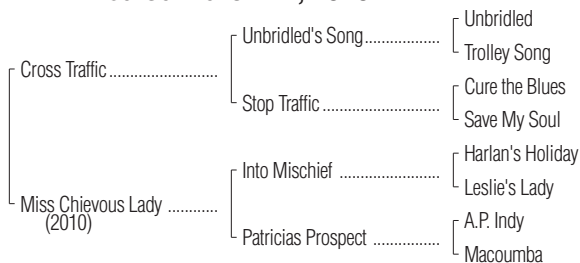 Unbridled
Unbridled's Song
Trolley Song
Cross Traffic
Cure the Blues
Stop Traffic
Save My Soul
Harlan's Holiday
Into Mischief
Leslie's Lady
Miss Chievous Lady
(2010)
A.P. Indy
Patricias Prospect
Macoumba